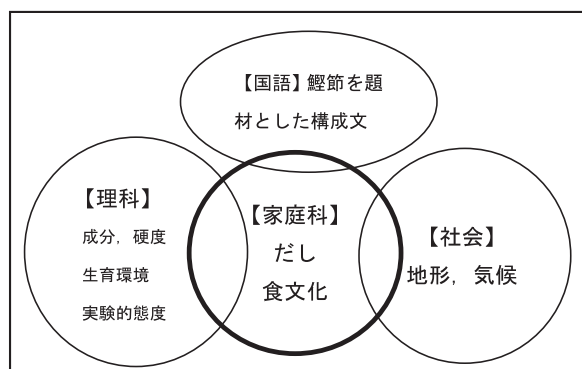 【国語】鰹節を題
材とした構成文
【理科】
成分，硬度
生育環境
実験的態度
【家庭科】
だし
食文化
【社会】
地形，気候